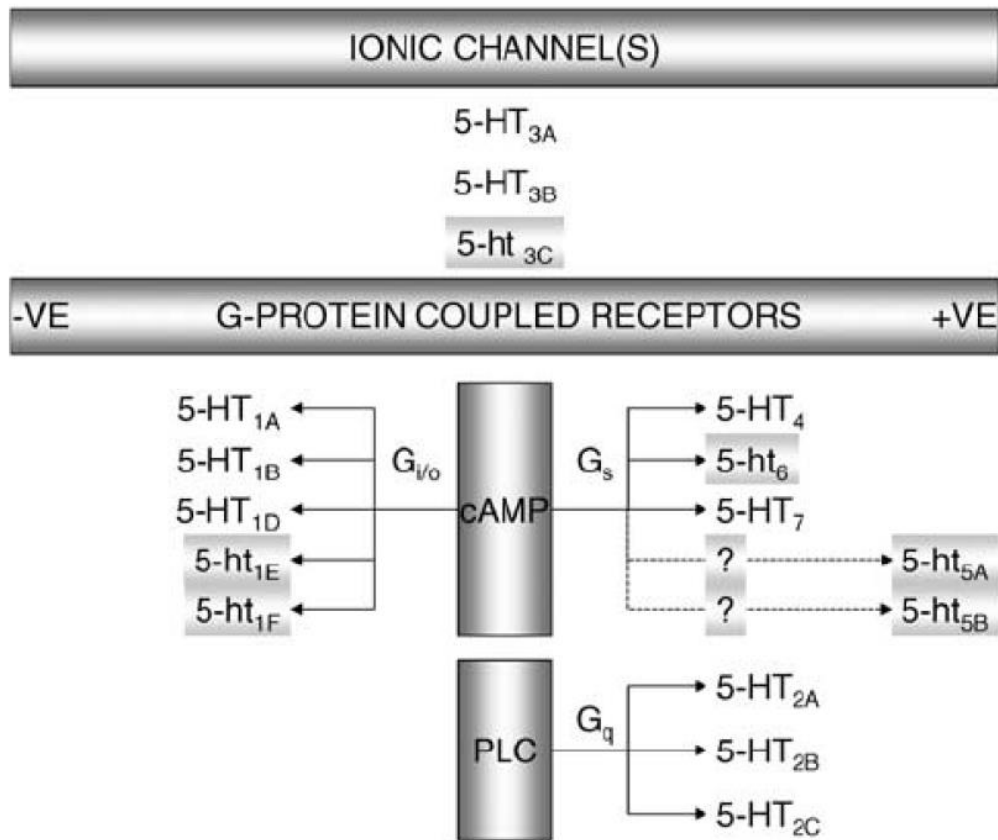 IONIC CHANNEL(S)
5-HT3A
5-HT3B
5-ht 3C
-VE G-PROTEIN COUPLED RECEPTORS +VE
5-HT1A
5-HT1B
5-HT1D
5-ht1E
5-ht1F
Gi/o
cAMP
Gs
5-HT4
5-ht6
5-HT7
? 5-ht5A
? 5-ht5B
PLC
Gq
5-HT2A
5-HT2B
5-HT2C